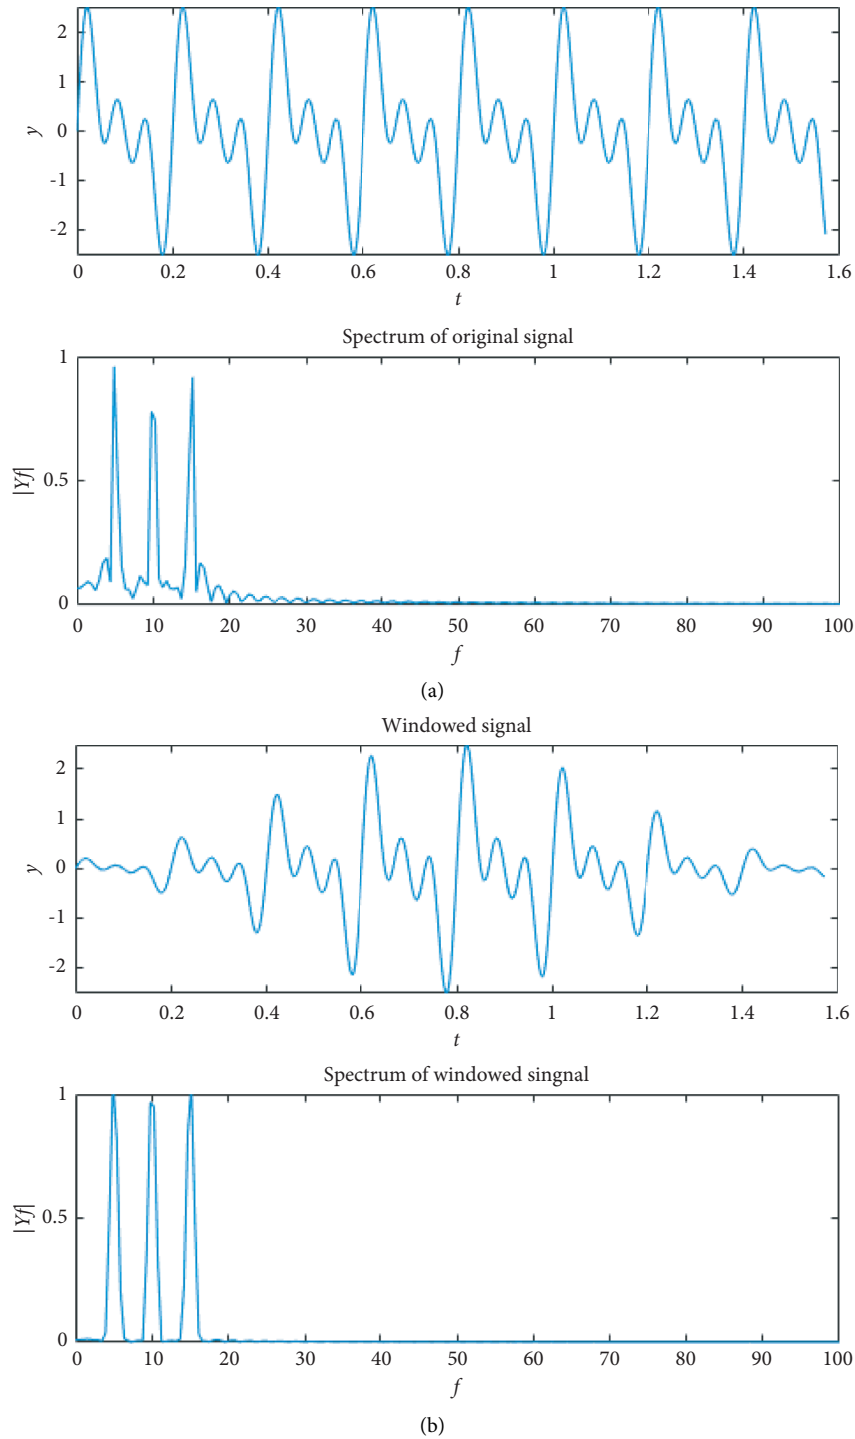 2
1
0
-1
-2
y
0 0.2 0.4 0.6 0.8 1 1.2 1.4 1.6
t
Spectrum of original signal
1
0.5
0
|Yf|
0 10 20 30 40 50 60 70 80 90 100
f
(a)
Windowed signal
2
1
0
-1
-2
y
0 0.2 0.4 0.6 0.8 1 1.2 1.4 1.6
t
Spectrum of windowed singnal
1
0.5
0
|Yf|
0 10 20 30 40 50 60 70 80 90 100
f
(b)